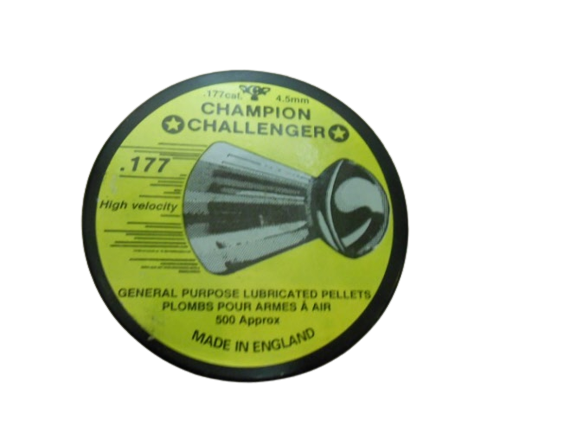 .177cal. 4.5mm
CHAMPION
CHALLENGER
.177
High velocity
GENERAL PURPOSE LUBRICATED PELLETS
PLOMBS POUR ARMES À AIR
500 Approx
MADE IN ENGLAND